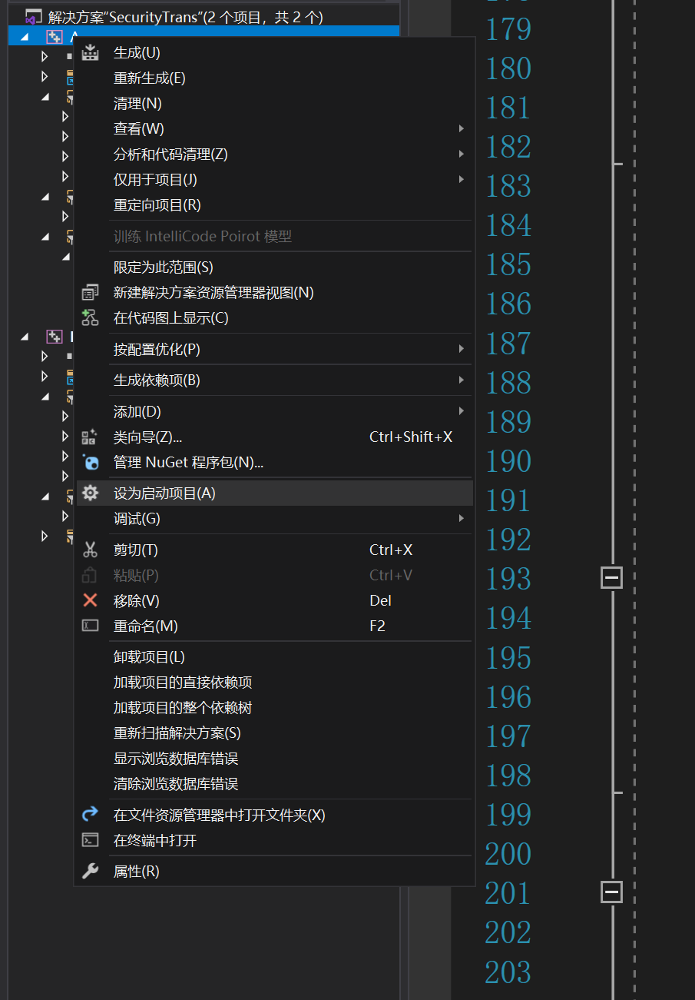 解决方案"SecurityTrans"(2 个项目，共 2 个)
生成(U)
重新生成(E)
清理(N)
查看(W)
分析和代码清理(Z)
仅用于项目(J)
重定向项目(R)
训练 IntelliCode Poirot 模型
限定为此范围(S)
新建解决方案资源管理器视图(N)
在代码图上显示(C)
按配置优化(P)
生成依赖项(B)
添加(D)
类向导(Z)... Ctrl+Shift+X
管理 NuGet 程序包(N)...
设为启动项目(A)
调试(G)
剪切(T) Ctrl+X
粘贴(P) Ctrl+V
移除(V) Del
重命名(M) F2
卸载项目(L)
加载项目的直接依赖项
加载项目的整个依赖树
重新扫描解决方案(S)
显示浏览数据库错误
清除浏览数据库错误
在文件资源管理器中打开文件夹(X)
在终端中打开
属性(R)
179
180
181
182
183
184
185
186
187
188
189
190
191
192
193
194
195
196
197
198
199
200
201
202
203